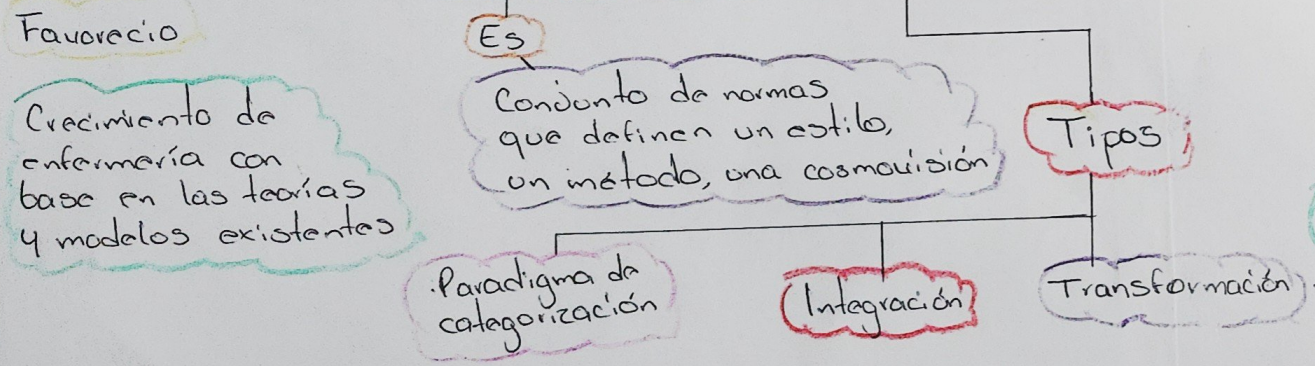 Favorecio
Crecimiento de
enfermería con
base en las teorías
y modelos existentes
Es
Conjunto de normas
que definen un estilo,
un método, una cosmovisión
Tipos
Paradigma de
categorización
Integración
Transformación